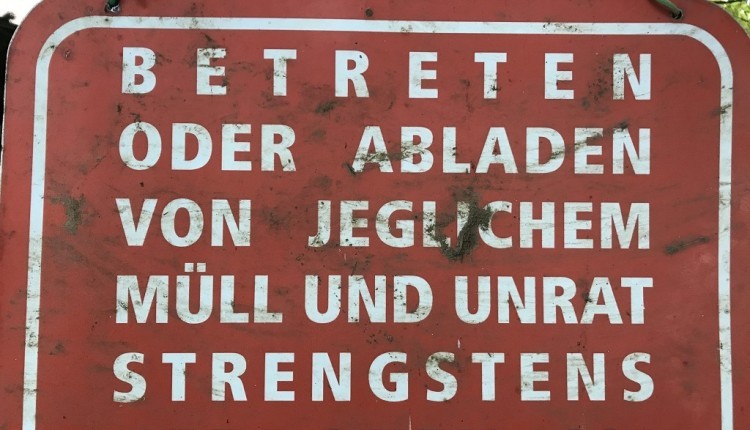 BETRETEN
ODER ABLADEN
VON JEGLICHEM
MÜLL UND UNRAT
STRENGSTENS